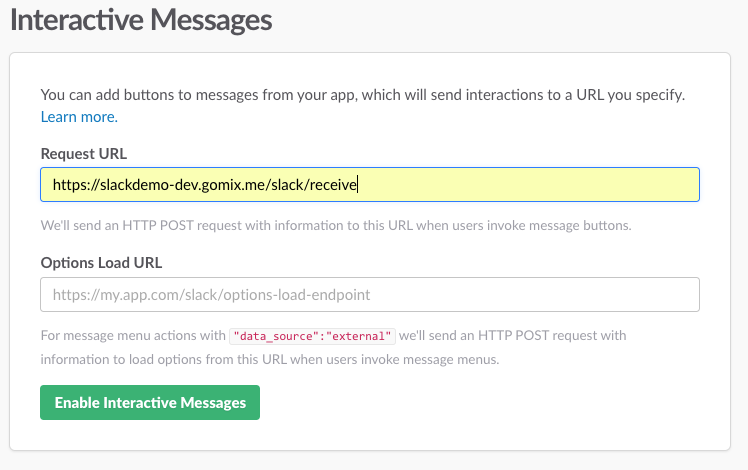 Interactive Messages
You can add buttons to messages from your app, which will send interactions to a URL you specify.
Learn more.
Request URL
https://slackdemo-dev.gomix.me/slack/receive
We'll send an HTTP POST request with information to this URL when users invoke message buttons.
Options Load URL
https://my.app.com/slack/options-load-endpoint
For message menu actions with "data_source":"external" we'll send an HTTP POST request with
information to load options from this URL when users invoke message menus.
Enable Interactive Messages